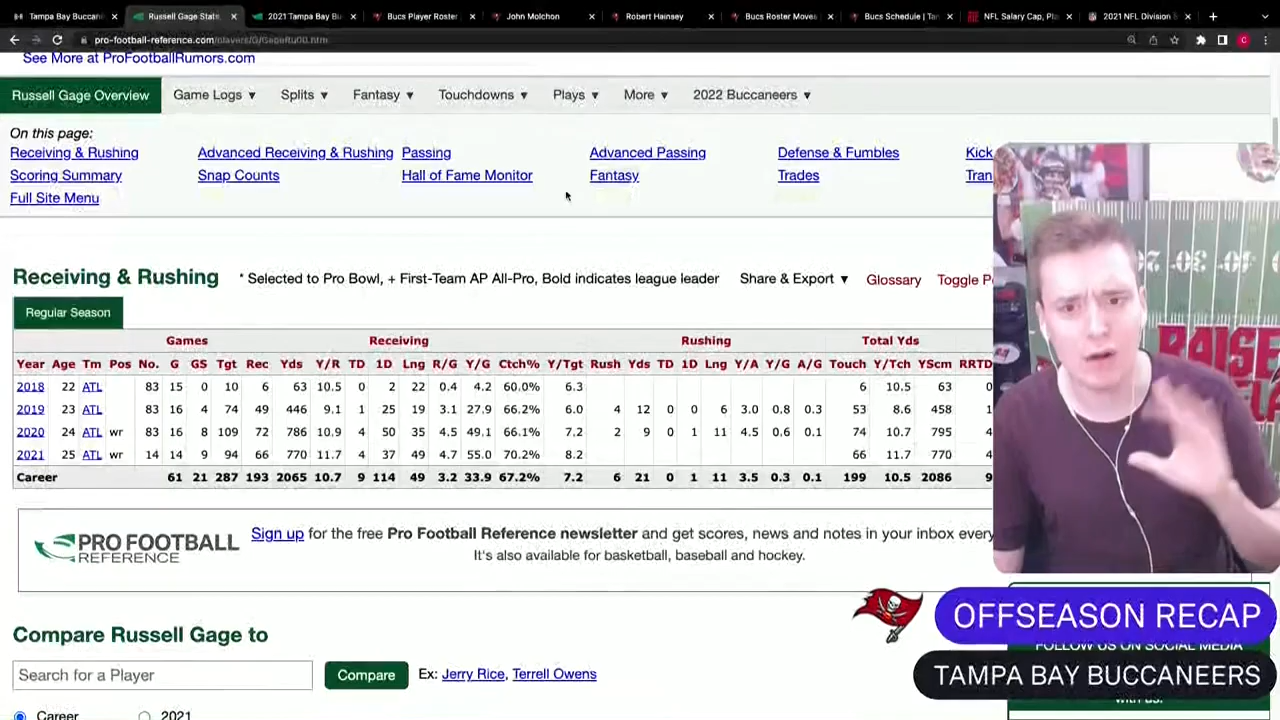 Tampa Bay Buccane
Russell Gage Stats
2021 Tampa Bay Bu
Bucs Player Roster
John Molchon
Robert Hainsey
Bucs Roster Moves
Bucs Schedule | Tam
NFL Salary Cap, Pla
2021 NFL Division S
pro-football-reference.com/players/G/GageRu00.htm
See More at ProFootballRumors.com
Russell Gage Overview Game Logs ▼ Splits ▼ Fantasy ▼ Touchdowns ▼ Plays ▼ More ▼ 2022 Buccaneers ▼
On this page:
Receiving & Rushing Advanced Receiving & Rushing Passing Advanced Passing Defense & Fumbles Kick
Scoring Summary Snap Counts Hall of Fame Monitor Fantasy Trades Tran
Full Site Menu
Receiving & Rushing * Selected to Pro Bowl, + First-Team AP All-Pro, Bold indicates league leader Share & Export ▼ Glossary Toggle P
Regular Season
Games Receiving Rushing Total Yds
Year Age Tm Pos No. G GS Tgt Rec Yds Y/R TD 1D Lng R/G Y/G Ctch% Y/Tgt Rush Yds TD 1D Lng Y/A Y/G A/G Touch Y/Tch YScm RRTD
2018 22 ATL 83 15 0 10 6 63 10.5 0 2 22 0.4 4.2 60.0% 6.3 6 10.5 63 0
2019 23 ATL 83 16 4 74 49 446 9.1 1 25 19 3.1 27.9 66.2% 6.0 4 12 0 0 6 3.0 0.8 0.3 53 8.6 458 1
2020 24 ATL wr 83 16 8 109 72 786 10.9 4 50 35 4.5 49.1 66.1% 7.2 2 9 0 1 11 4.5 0.6 0.1 74 10.7 795 4
2021 25 ATL wr 14 14 9 94 66 770 11.7 4 37 49 4.7 55.0 70.2% 8.2 66 11.7 770 4
Career 61 21 287 193 2065 10.7 9 114 49 3.2 33.9 67.2% 7.2 6 21 0 1 11 3.5 0.3 0.1 199 10.5 2086 9
PRO FOOTBALL
REFERENCE
Sign up for the free Pro Football Reference newsletter and get scores, news and notes in your inbox every
It's also available for basketball, baseball and hockey.
Compare Russell Gage to
Search for a Player Compare Ex: Jerry Rice, Terrell Owens
Career 2021
RAISE
OFFSEASON RECAP
FOLLOW US ON SOCIAL MEDIA
TAMPA BAY BUCCANEERS
with us!